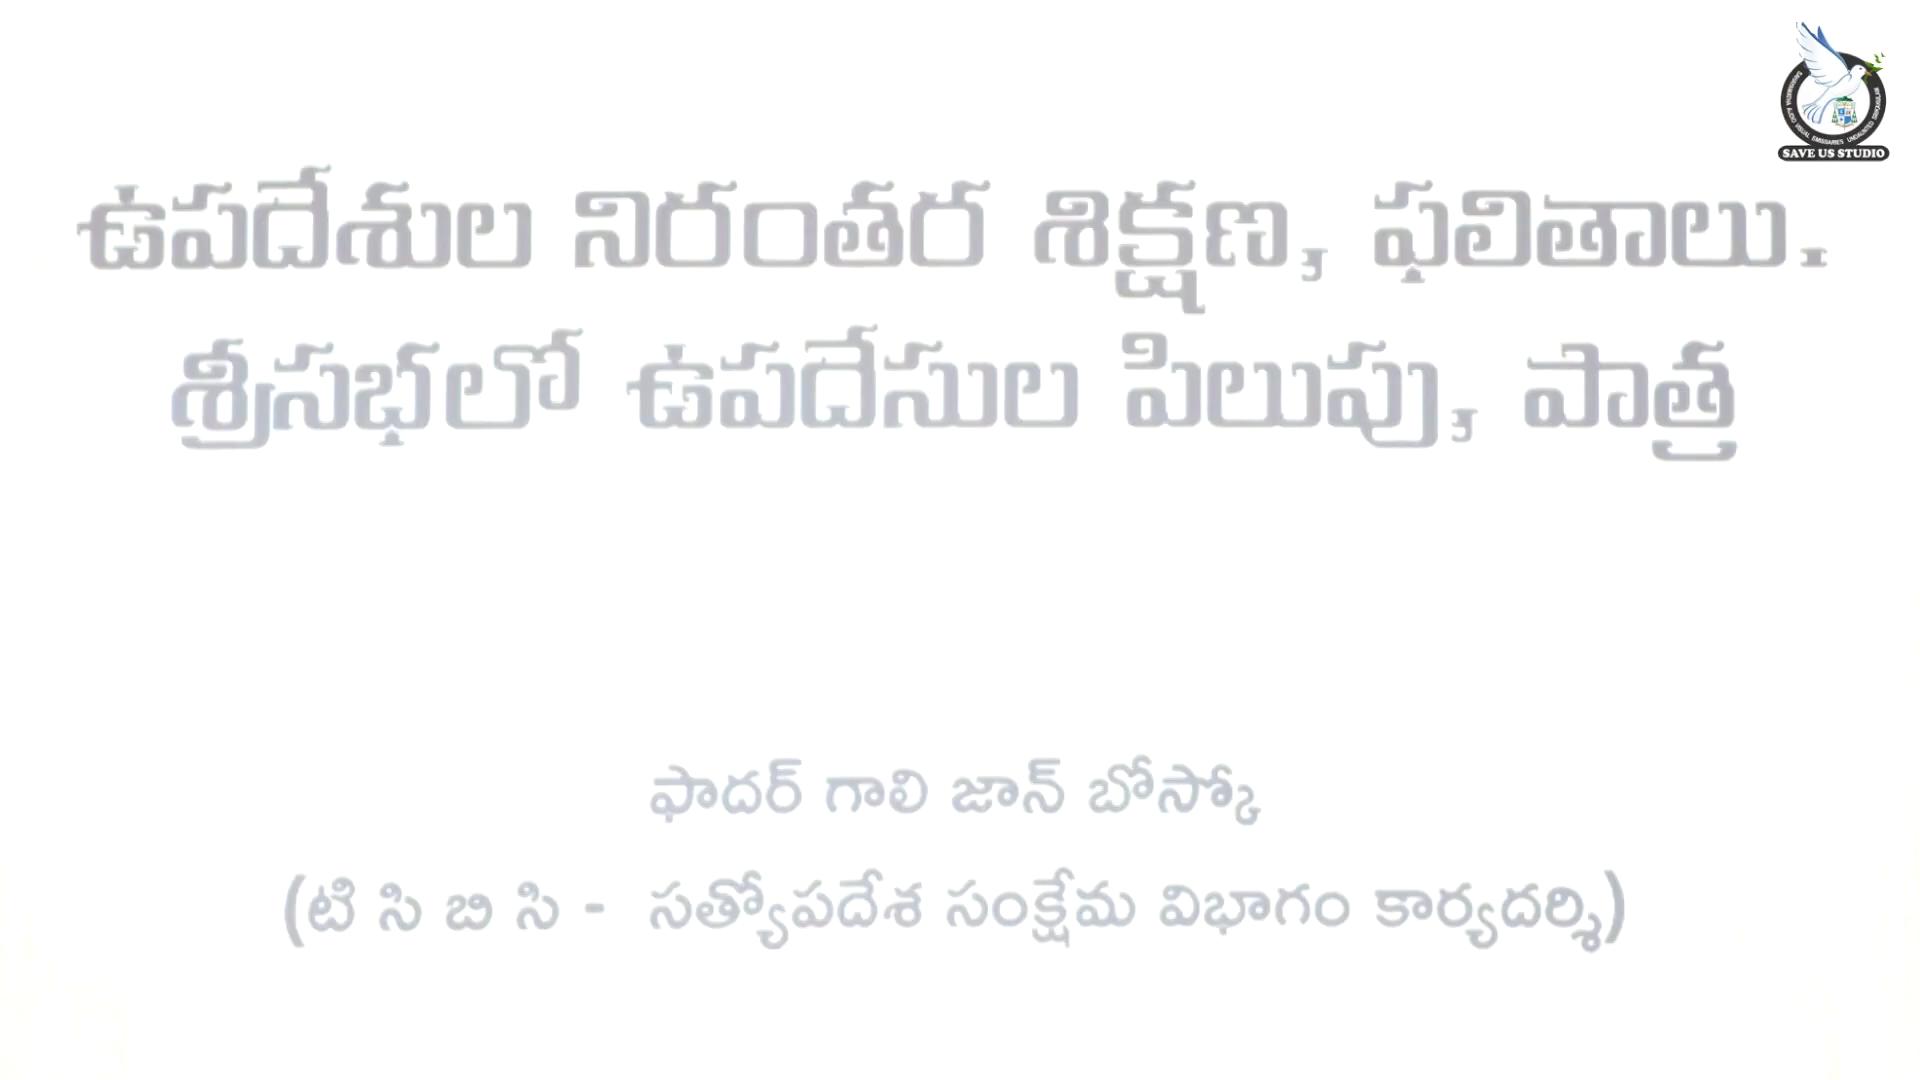 ఉపదేశుల నిరంతర శిక్షణ, ఫలితాలు.
శ్రీసభలో ఉపదేసుల పిలుపు, పాత్ర
ఫాదర్ గాలి జాన్ బోస్కో
(టి సి బి సి - సత్యోపదేశ సంక్షేమ విభాగం కార్యదర్శి)
SAVE US STUDIO